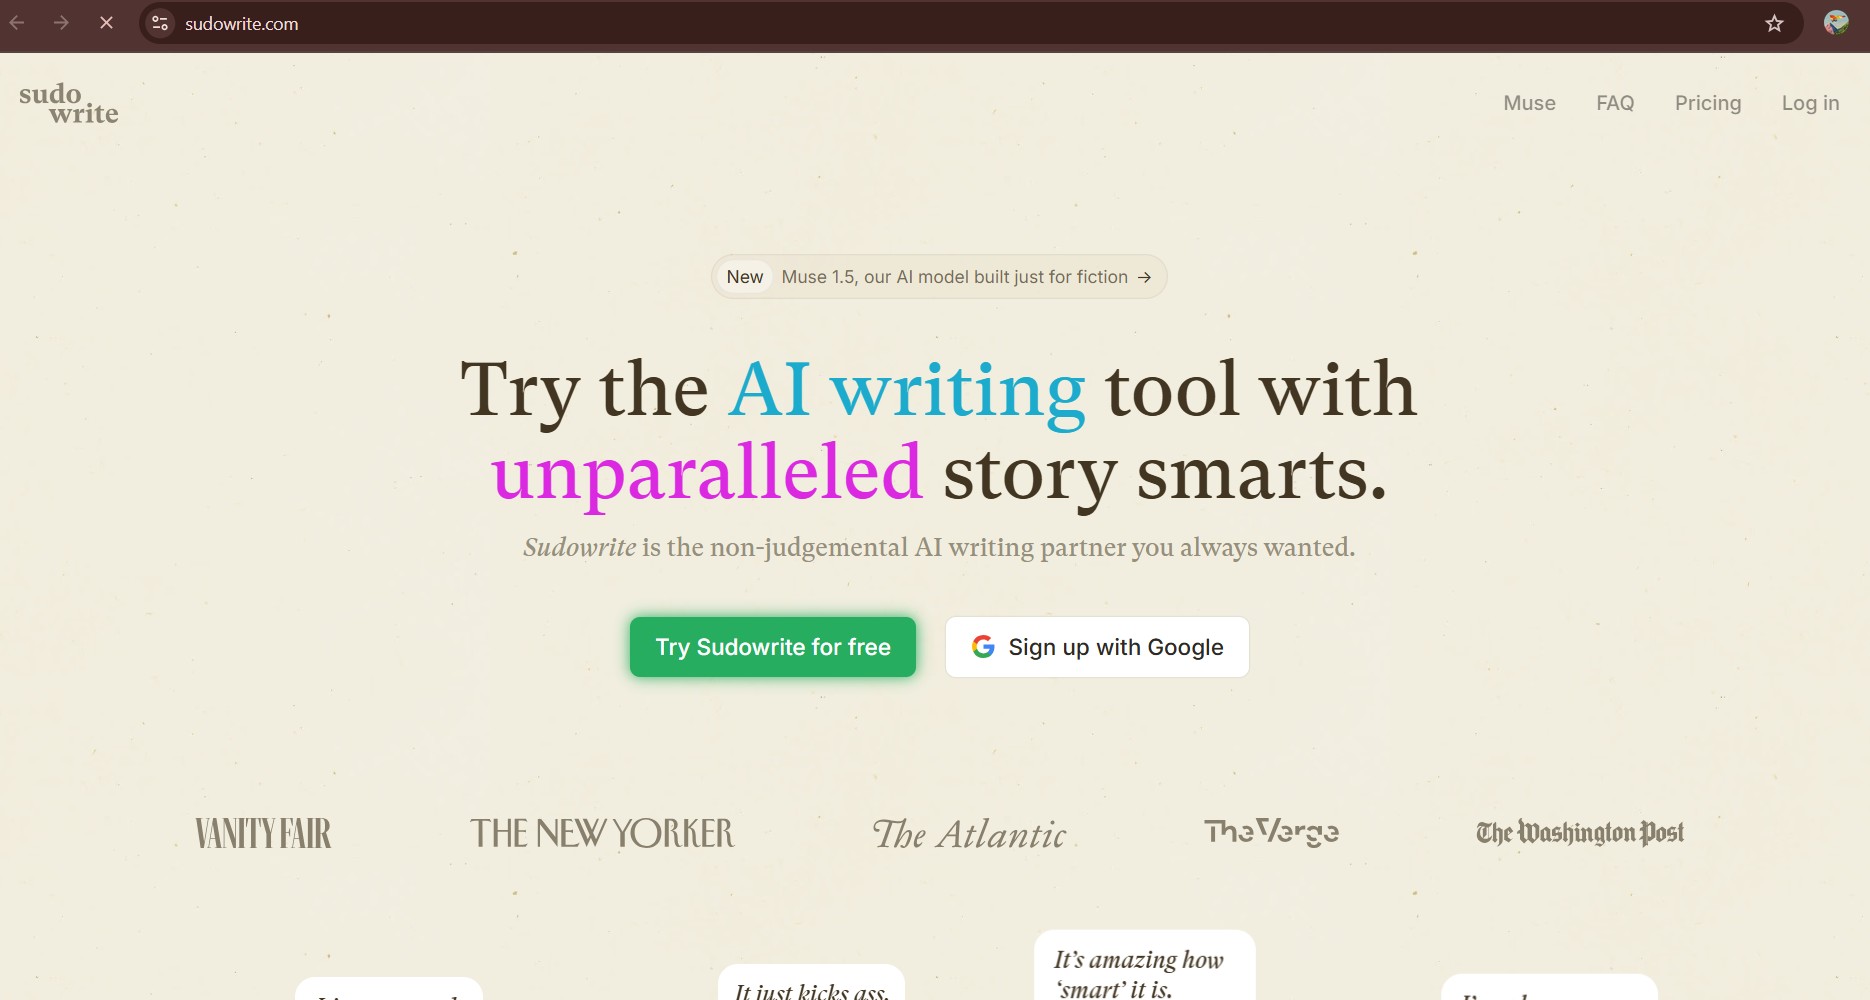 sudowrite.com
sudo
write
Muse FAQ Pricing Log in
New Muse 1.5, our AI model built just for fiction →
Try the AI writing tool with
unparalleled story smarts.
Sudowrite is the non-judgemental AI writing partner you always wanted.
Try Sudowrite for free
Sign up with Google
VANITY FAIR
THE NEW YORKER
The Atlantic
The Verge
The Washington Post
It just kicks ass.
It’s amazing how
‘smart’ it is.